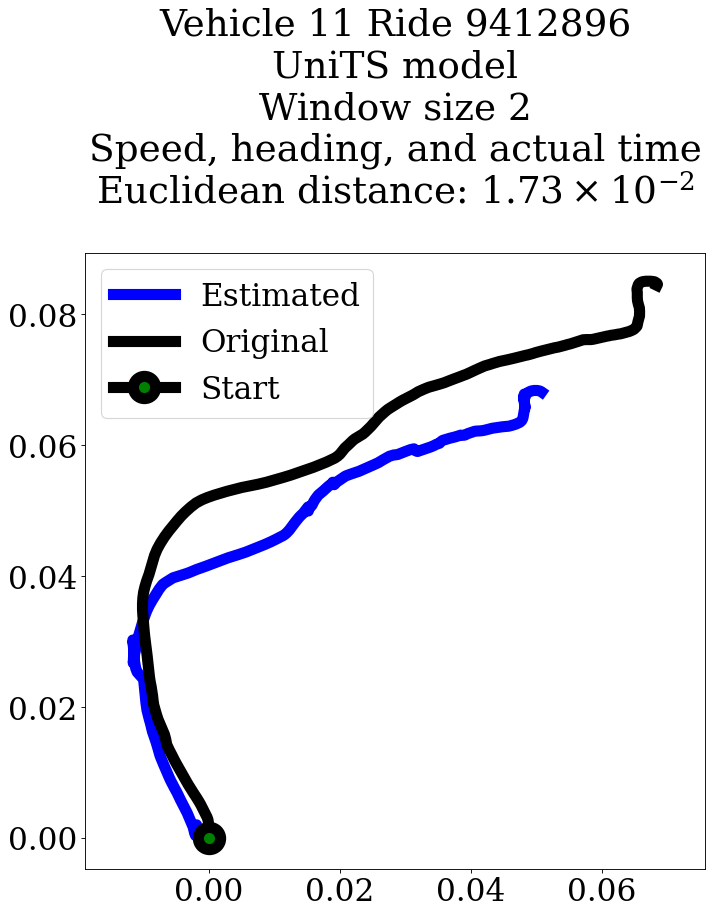 Vehicle 11 Ride 9412896
UniTS model
Window size 2
Speed, heading, and actual time
Euclidean distance: 1.73 × 10⁻²
Estimated
Original
Start
0.08
0.06
0.04
0.02
0.00
0.00 0.02 0.04 0.06